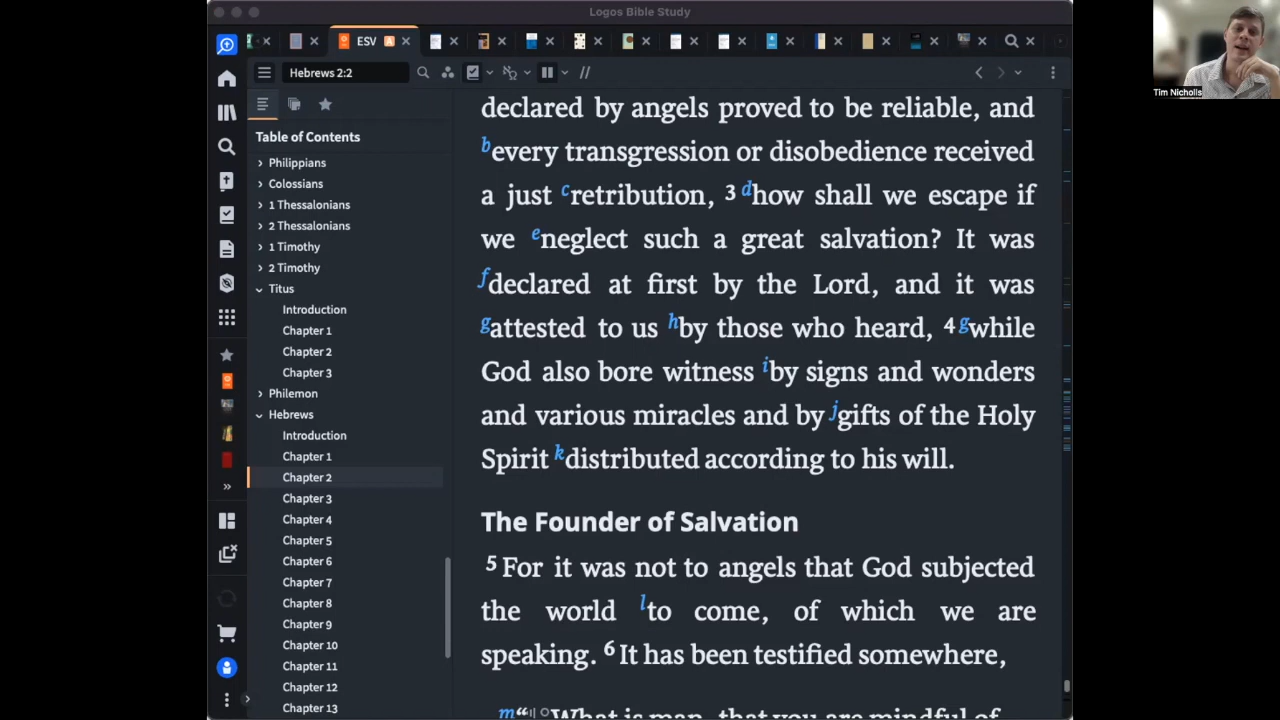 Logos Bible Study
ESV A
Hebrews 2:2
Table of Contents
Philippians
Colossians
1 Thessalonians
2 Thessalonians
1 Timothy
2 Timothy
Titus
Introduction
Chapter 1
Chapter 2
Chapter 3
Philemon
Hebrews
Introduction
Chapter 1
Chapter 2
Chapter 3
Chapter 4
Chapter 5
Chapter 6
Chapter 7
Chapter 8
Chapter 9
Chapter 10
Chapter 11
Chapter 12
Chapter 13
declared by angels proved to be reliable, and
b every transgression or disobedience received
a just c retribution, 3 d how shall we escape if
we e neglect such a great salvation? It was
f declared at first by the Lord, and it was
g attested to us h by those who heard, 4 g while
God also bore witness i by signs and wonders
and various miracles and by j gifts of the Holy
Spirit k distributed according to his will.
The Founder of Salvation
5 For it was not to angels that God subjected
the world l to come, of which we are
speaking. 6 It has been testified somewhere,
m “What is man, that you are mindful of
Tim Nicholls